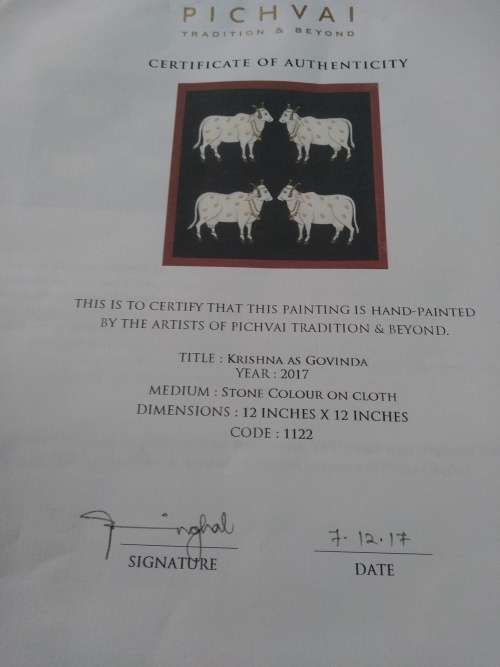 PICHVAI
TRADITION & BEYOND
CERTIFICATE OF AUTHENTICITY
THIS IS TO CERTIFY THAT THIS PAINTING IS HAND-PAINTED
BY THE ARTISTS OF PICHVAI TRADITION & BEYOND.
TITLE : KRISHNA AS GOVINDA
YEAR : 2017
MEDIUM : STONE COLOUR ON CLOTH
DIMENSIONS : 12 INCHES X 12 INCHES
CODE : 1122
7.12.17
SIGNATURE
DATE